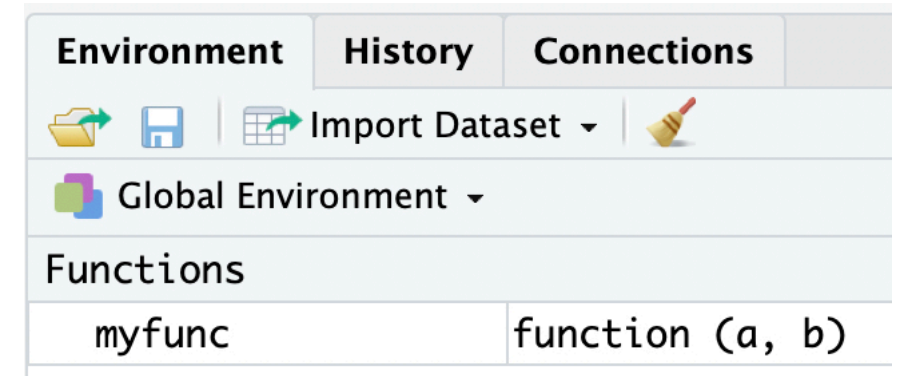 Environment History Connections
Import Dataset
Global Environment
Functions
myfunc function (a, b)